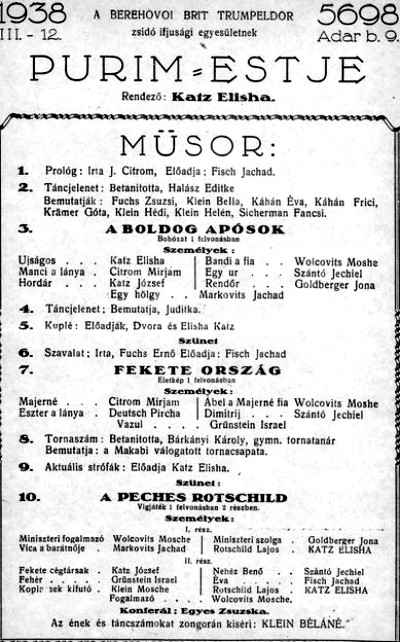 1938 A BEREHOVOI BRIT TRUMPELDOR 5698
III.-12. zsidó ifjusági egyesületnek Adar b. 9.
PURIM-ESTJE
Rendező: Katz Elisha.
MŰSOR:
1. Prológ: Irta J. Citrom, Előadja: Fisch Jachad.
2. Táncjelenet: Betanitotta, Halász Editke
Bemutatják: Fuchs Zsuzsi, Klein Bella, Káhán Éva, Káhán Frici,
Krämer Góta, Klein Hédi, Klein Helén, Sicherman Fancsi.
3. A BOLDOG APÓSOK
Bohózat 1 felvonásban
Személyek:
Ujságos . . . Katz Elisha Bandi a fia . . Wolcovits Moshe
Manci a lánya . Citrom Mirjam Egy ur . . . Szántó Jechiel
Hordár . . . Katz József Rendőr . . . Goldberger Jona
Egy hölgy . . Markovits Jachad
4. Táncjelenet; Bemutatja, Juditka.
5. Kuplé: Előadják, Dvora és Elisha Katz
Szünet
6. Szavalat: Irta, Fuchs Ernő Előadja: Fisch Jachad
7. FEKETE ORSZÁG
Életkép 1 felvonásban
Személyek:
Majerné . . . Citrom Mirjam Ábel a Majerné fia Wolcovits Moshe
Eszter a lánya . Deutsch Pircha Dimitrij . . . Szántó Jechiel
Vazul . . . Grünstein Israel
8. Tornaszám: Betanitotta, Bárkányi Károly, gymn. tornatanár
Bemutatja: a Makabi válogatott tornacsapata.
9. Aktuális strófák: Előadja Katz Elisha.
Szünet:
10. A PECHES ROTSCHILD
Vigjáték 1 felvonásban 2 részben.
Személyek:
I. rész.
Miniszteri fogalmazó Wolcovits Mosche Miniszteri szolga . Goldberger Jona
Vica a barátnője . Markovits Jachad Rotschild Lajos . KATZ ELISHA
II. rész.
Fekete cégtársak . Katz József Nehéz Benő . . Szántó Jechiel
Fehér . . . . Grünstein Israel Éva . . . . Fisch Jachad
kifutó . Klein Mosche Rotschild Lajos . KATZ ELISHA
Fogalmazó . . . Wolcovits Moshe,
Konferál: Egyes Zsuzska.
Az ének és táncszámokat zongorán kiséri: KLEIN BÉLÁNÉ.